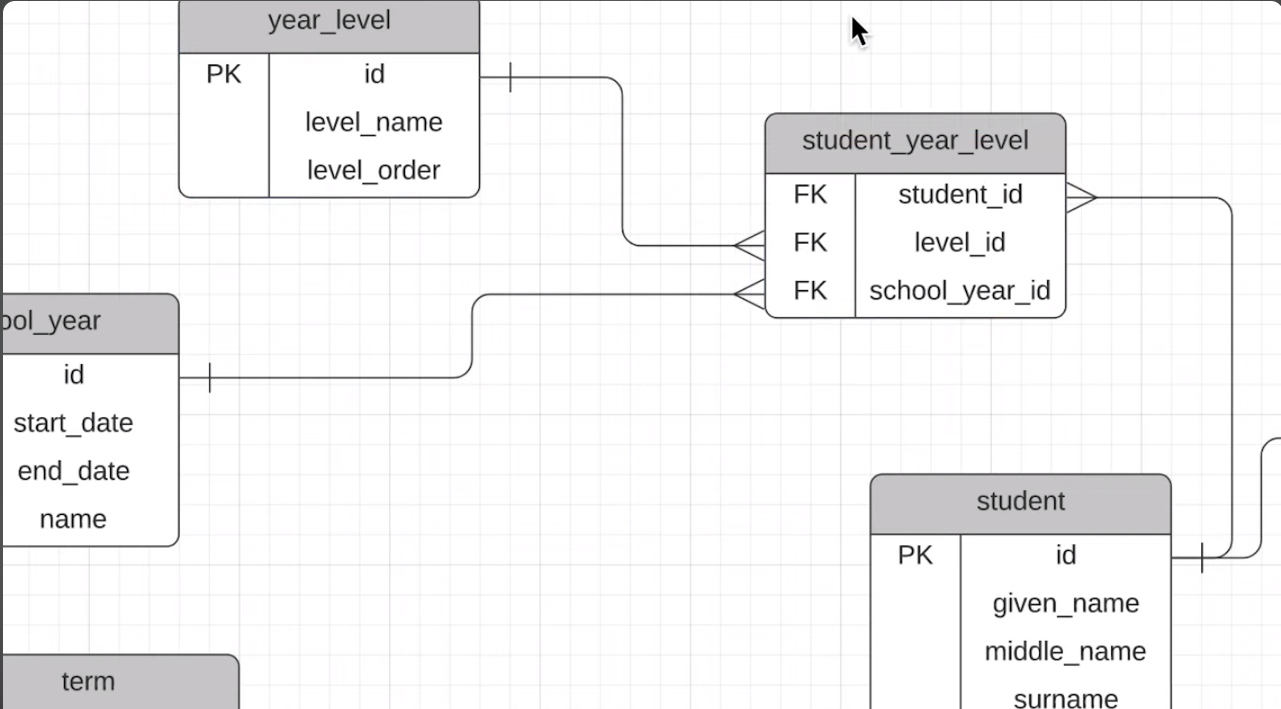 year_level
PK id
level_name
level_order
student_year_level
FK student_id
FK level_id
FK school_year_id
ool_year
id
start_date
end_date
name
student
PK id
given_name
middle_name
surname
term